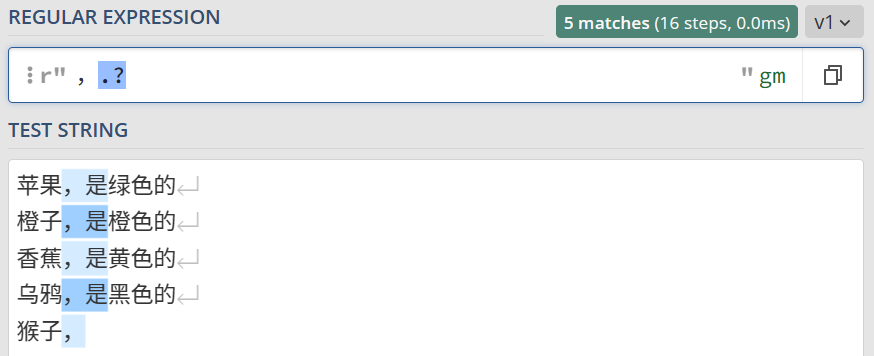 REGULAR EXPRESSION
5 matches (16 steps, 0.0ms)
v1
r" ，.? " gm
TEST STRING
苹果，是绿色的
橙子，是橙色的
香蕉，是黄色的
乌鸦，是黑色的
猴子，